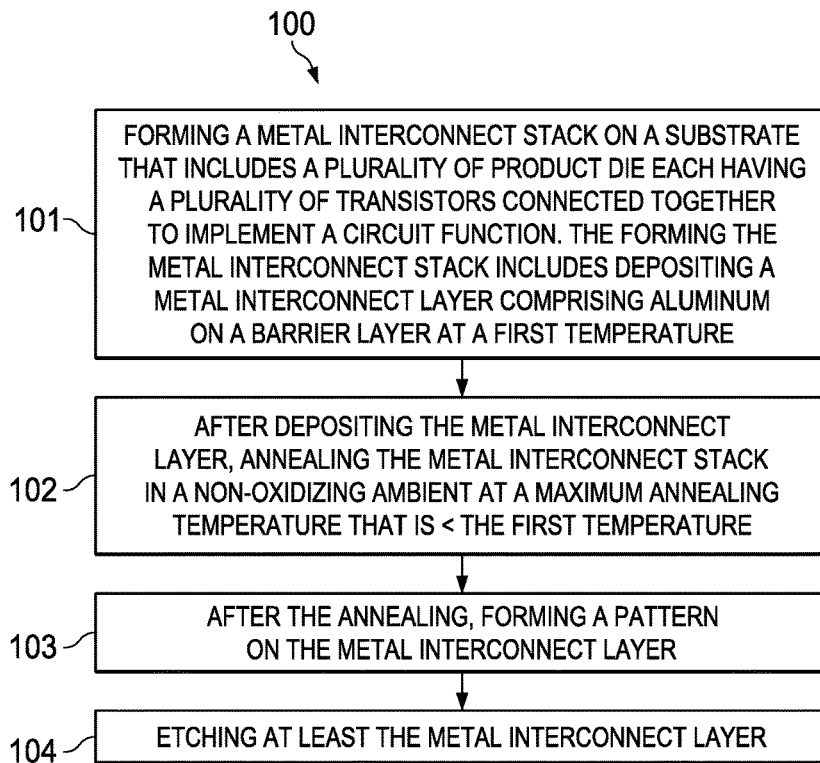 100
101
FORMING A METAL INTERCONNECT STACK ON A SUBSTRATE
THAT INCLUDES A PLURALITY OF PRODUCT DIE EACH HAVING
A PLURALITY OF TRANSISTORS CONNECTED TOGETHER
TO IMPLEMENT A CIRCUIT FUNCTION. THE FORMING THE
METAL INTERCONNECT STACK INCLUDES DEPOSITING A
METAL INTERCONNECT LAYER COMPRISING ALUMINUM
ON A BARRIER LAYER AT A FIRST TEMPERATURE
102
AFTER DEPOSITING THE METAL INTERCONNECT
LAYER, ANNEALING THE METAL INTERCONNECT STACK
IN A NON-OXIDIZING AMBIENT AT A MAXIMUM ANNEALING
TEMPERATURE THAT IS < THE FIRST TEMPERATURE
103
AFTER THE ANNEALING, FORMING A PATTERN
ON THE METAL INTERCONNECT LAYER
104
ETCHING AT LEAST THE METAL INTERCONNECT LAYER